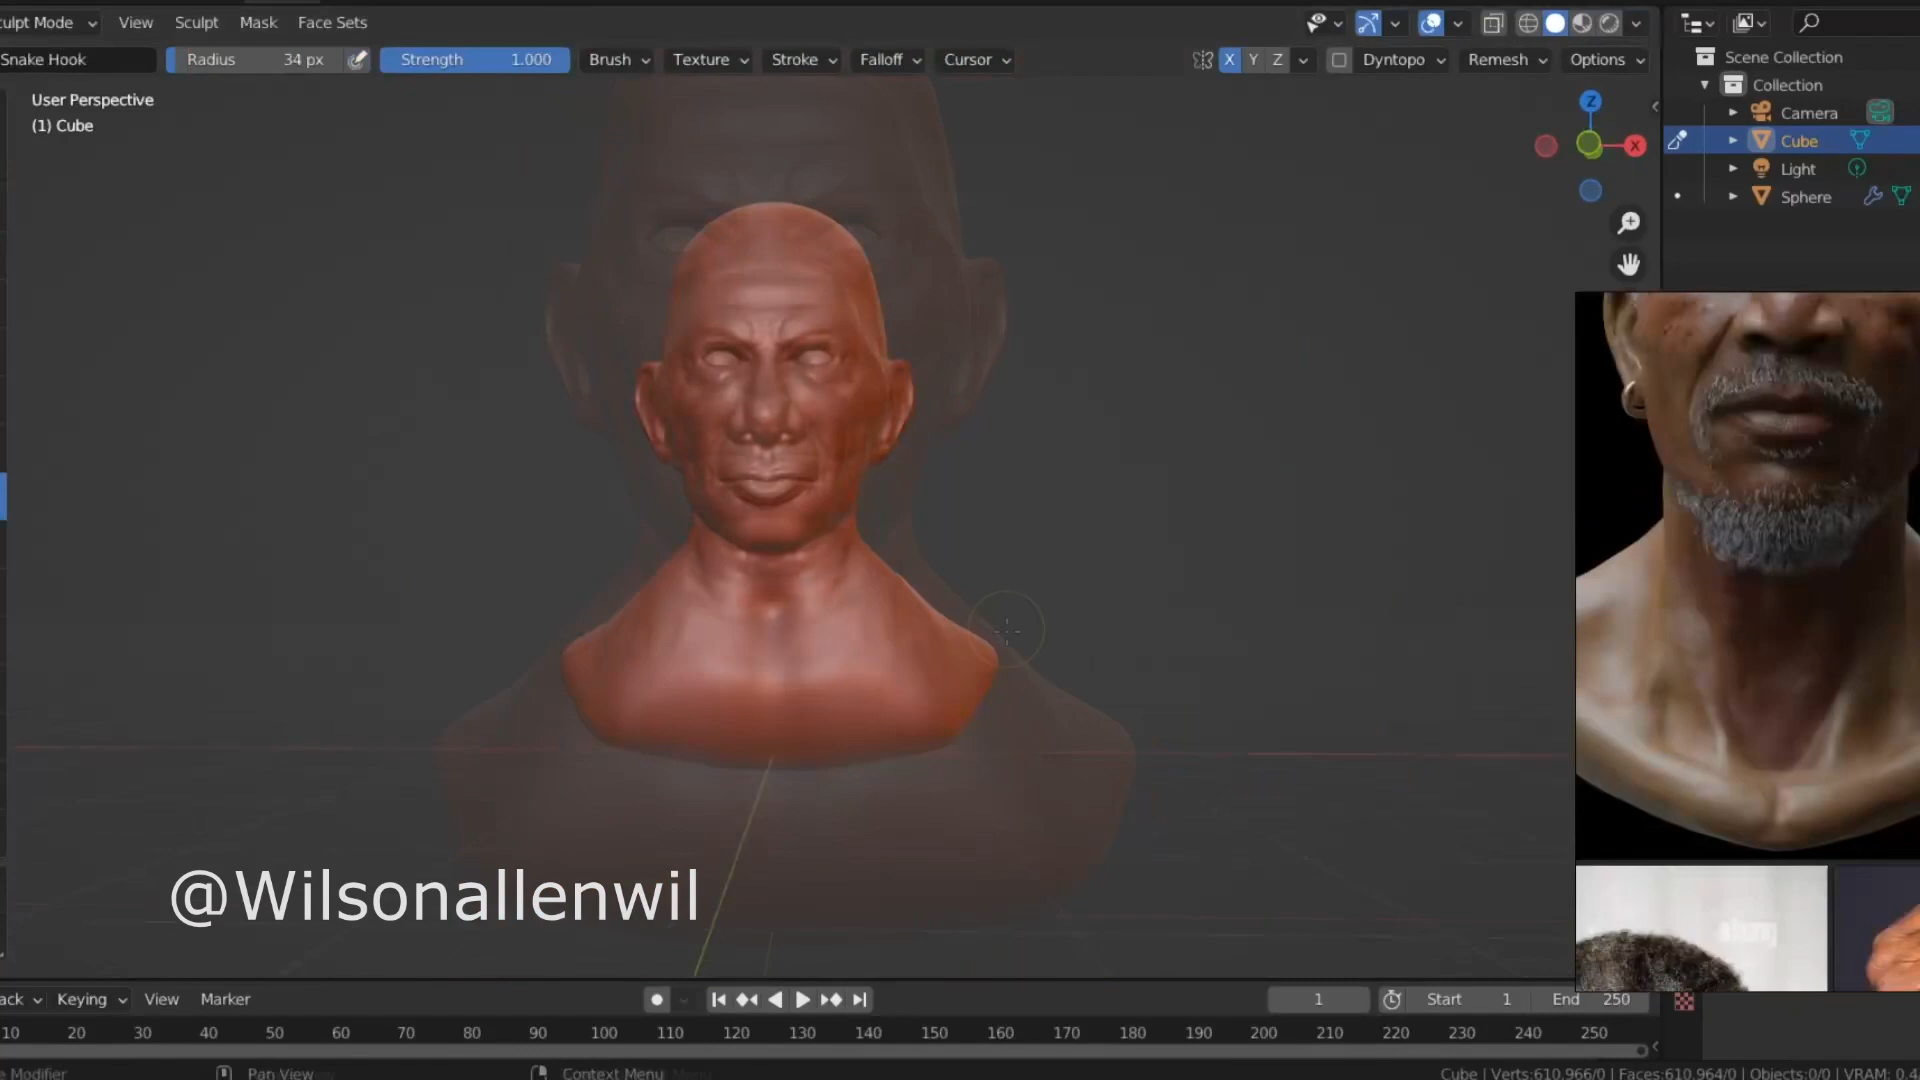 ulpt Mode View Sculpt Mask Face Sets
Snake Hook Radius 34 px Strength 1.000 Brush Texture Stroke Falloff Cursor X Y Z Dyntopo Remesh Options
User Perspective
(1) Cube
Z
X
Scene Collection
Collection
Camera
Cube
Light
Sphere
@Wilsonallenwil
ack Keying View Marker 1 Start 1 End 250
10 20 30 40 50 60 70 80 90 100 110 120 130 140 150 160 170 180 190 200 210 220 230 240 250
e Modifier Pan View Context Menu Cube | Verts:610,966/0 | Faces:610,964/0 | Objects:0/0 | VRAM: 0.4